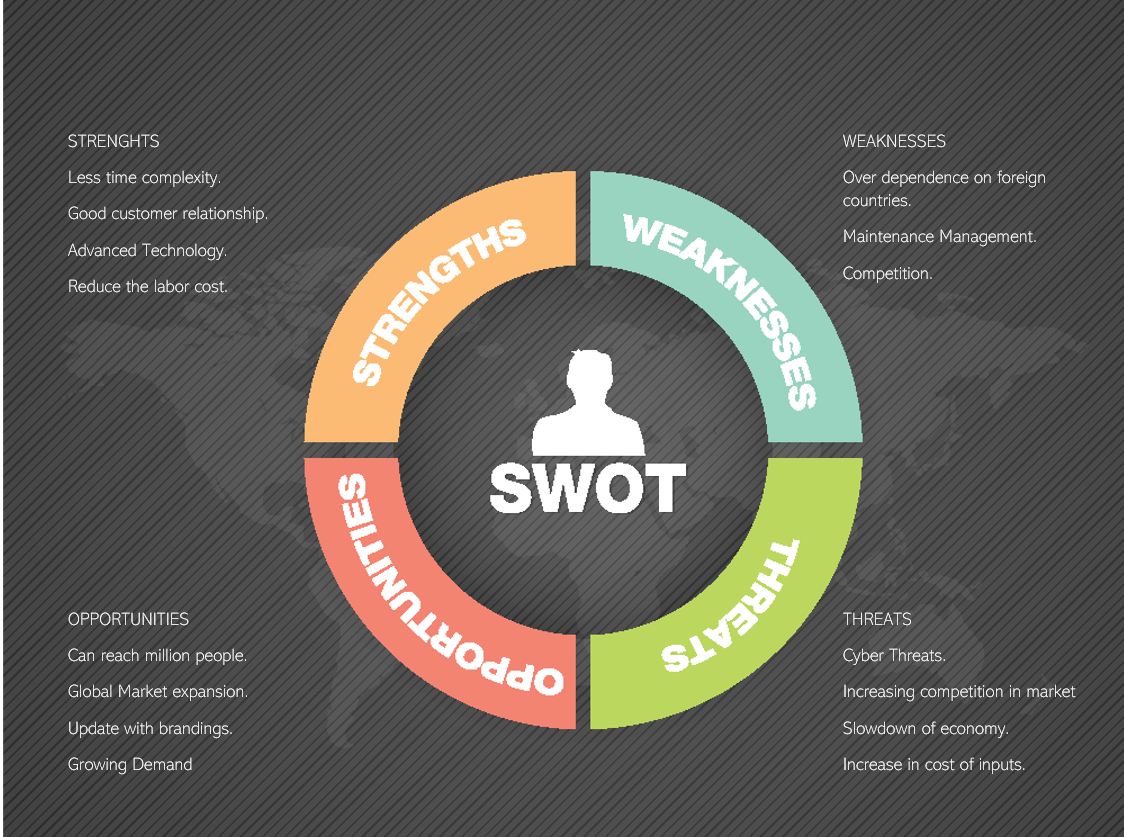 STRENGHTS
Less time complexity.
Good customer relationship.
Advanced Technology.
Reduce the labor cost.
WEAKNESSES
Over dependence on foreign
countries.
Maintenance Management.
Competition.
STRENGTHS
WEAKNESSES
SWOT
OPPORTUNITIES
THREATS
OPPORTUNITIES
Can reach million people.
Global Market expansion.
Update with brandings.
Growing Demand
THREATS
Cyber Threats.
Increasing competition in market
Slowdown of economy.
Increase in cost of inputs.